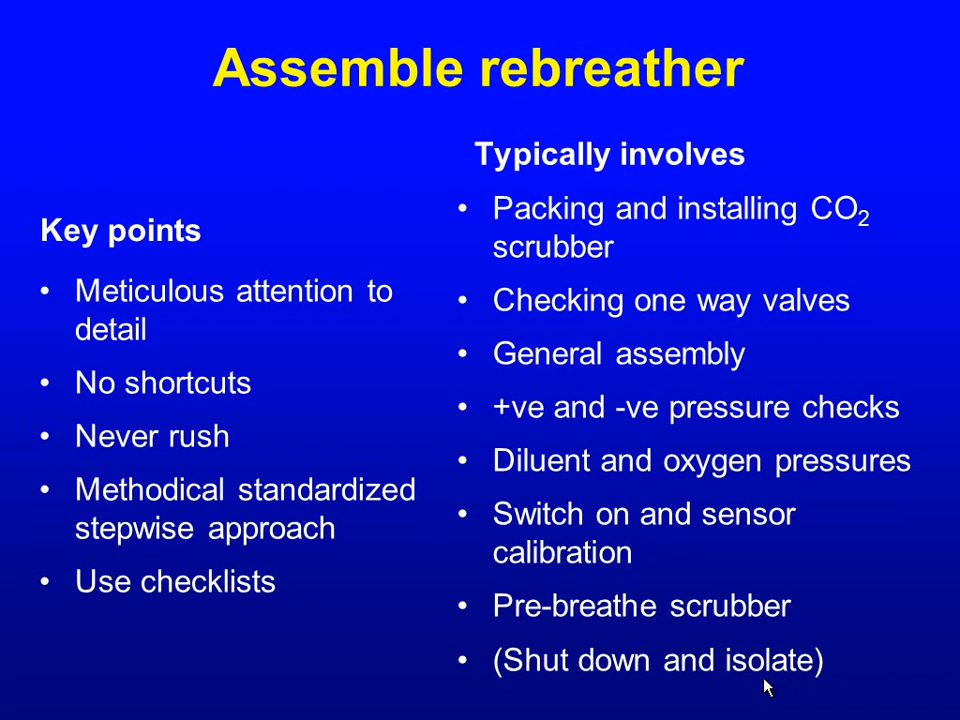 Assemble rebreather
Key points
• Meticulous attention to
detail
• No shortcuts
• Never rush
• Methodical standardized
stepwise approach
• Use checklists
Typically involves
• Packing and installing CO2
scrubber
• Checking one way valves
• General assembly
• +ve and -ve pressure checks
• Diluent and oxygen pressures
• Switch on and sensor
calibration
• Pre-breathe scrubber
• (Shut down and isolate)